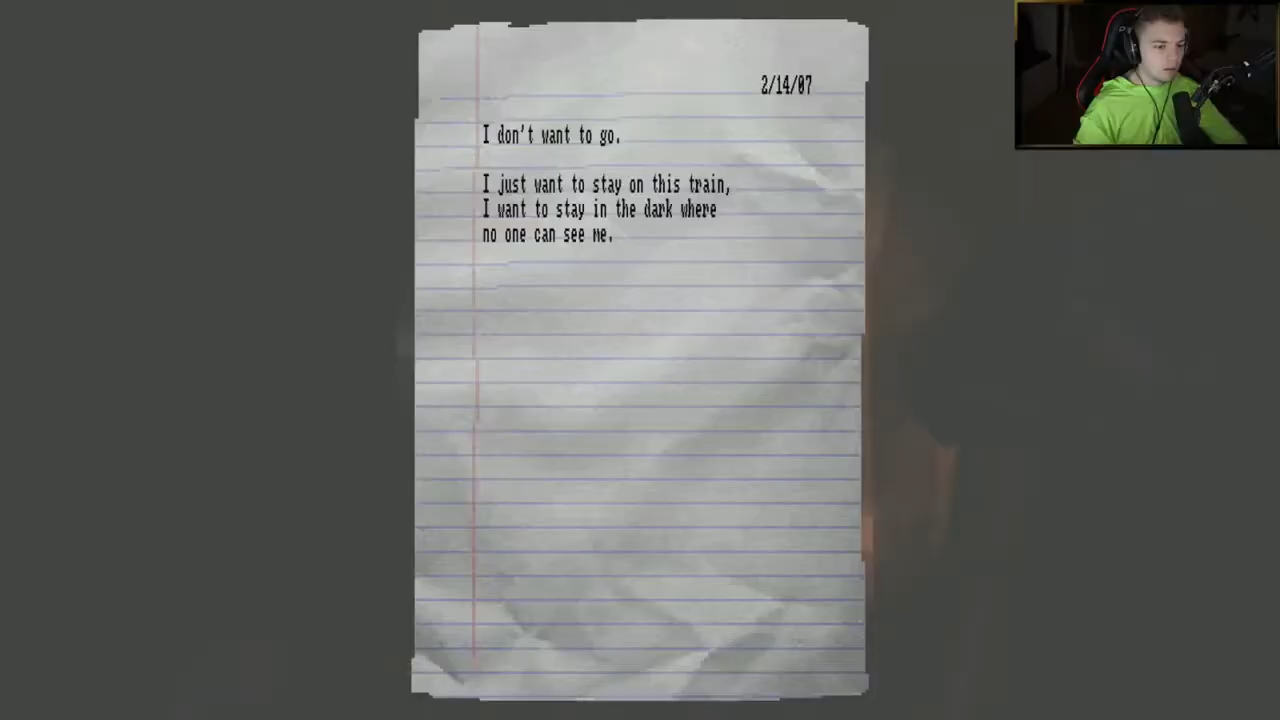 2/14/07
I don't want to go.
I just want to stay on this train,
I want to stay in the dark where
no one can see me.